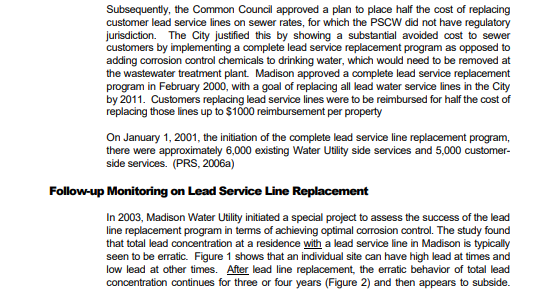 Subsequently, the Common Council approved a plan to place half the cost of replacing
customer lead service lines on sewer rates, for which the PSCW did not have regulatory
jurisdiction. The City justified this by showing a substantial avoided cost to sewer
customers by implementing a complete lead service replacement program as opposed to
adding corrosion control chemicals to drinking water, which would need to be removed at
the wastewater treatment plant. Madison approved a complete lead service replacement
program in February 2000, with a goal of replacing all lead water service lines in the City
by 2011. Customers replacing lead service lines were to be reimbursed for half the cost of
replacing those lines up to $1000 reimbursement per property
On January 1, 2001, the initiation of the complete lead service line replacement program,
there were approximately 6,000 existing Water Utility side services and 5,000 customer-
side services. (PRS, 2006a)
Follow-up Monitoring on Lead Service Line Replacement
In 2003, Madison Water Utility initiated a special project to assess the success of the lead
line replacement program in terms of achieving optimal corrosion control. The study found
that total lead concentration at a residence with a lead service line in Madison is typically
seen to be erratic. Figure 1 shows that an individual site can have high lead at times and
low lead at other times. After lead line replacement, the erratic behavior of total lead
concentration continues for three or four years (Figure 2) and then appears to subside.